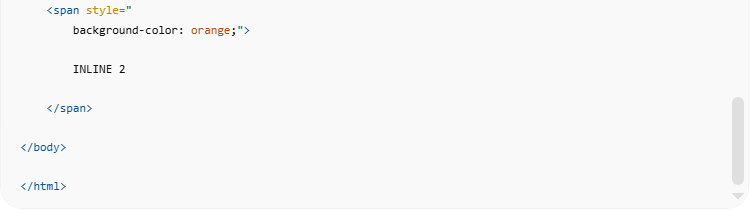 <span style="
background-color: orange;">
INLINE 2
</span>
</body>
</html>